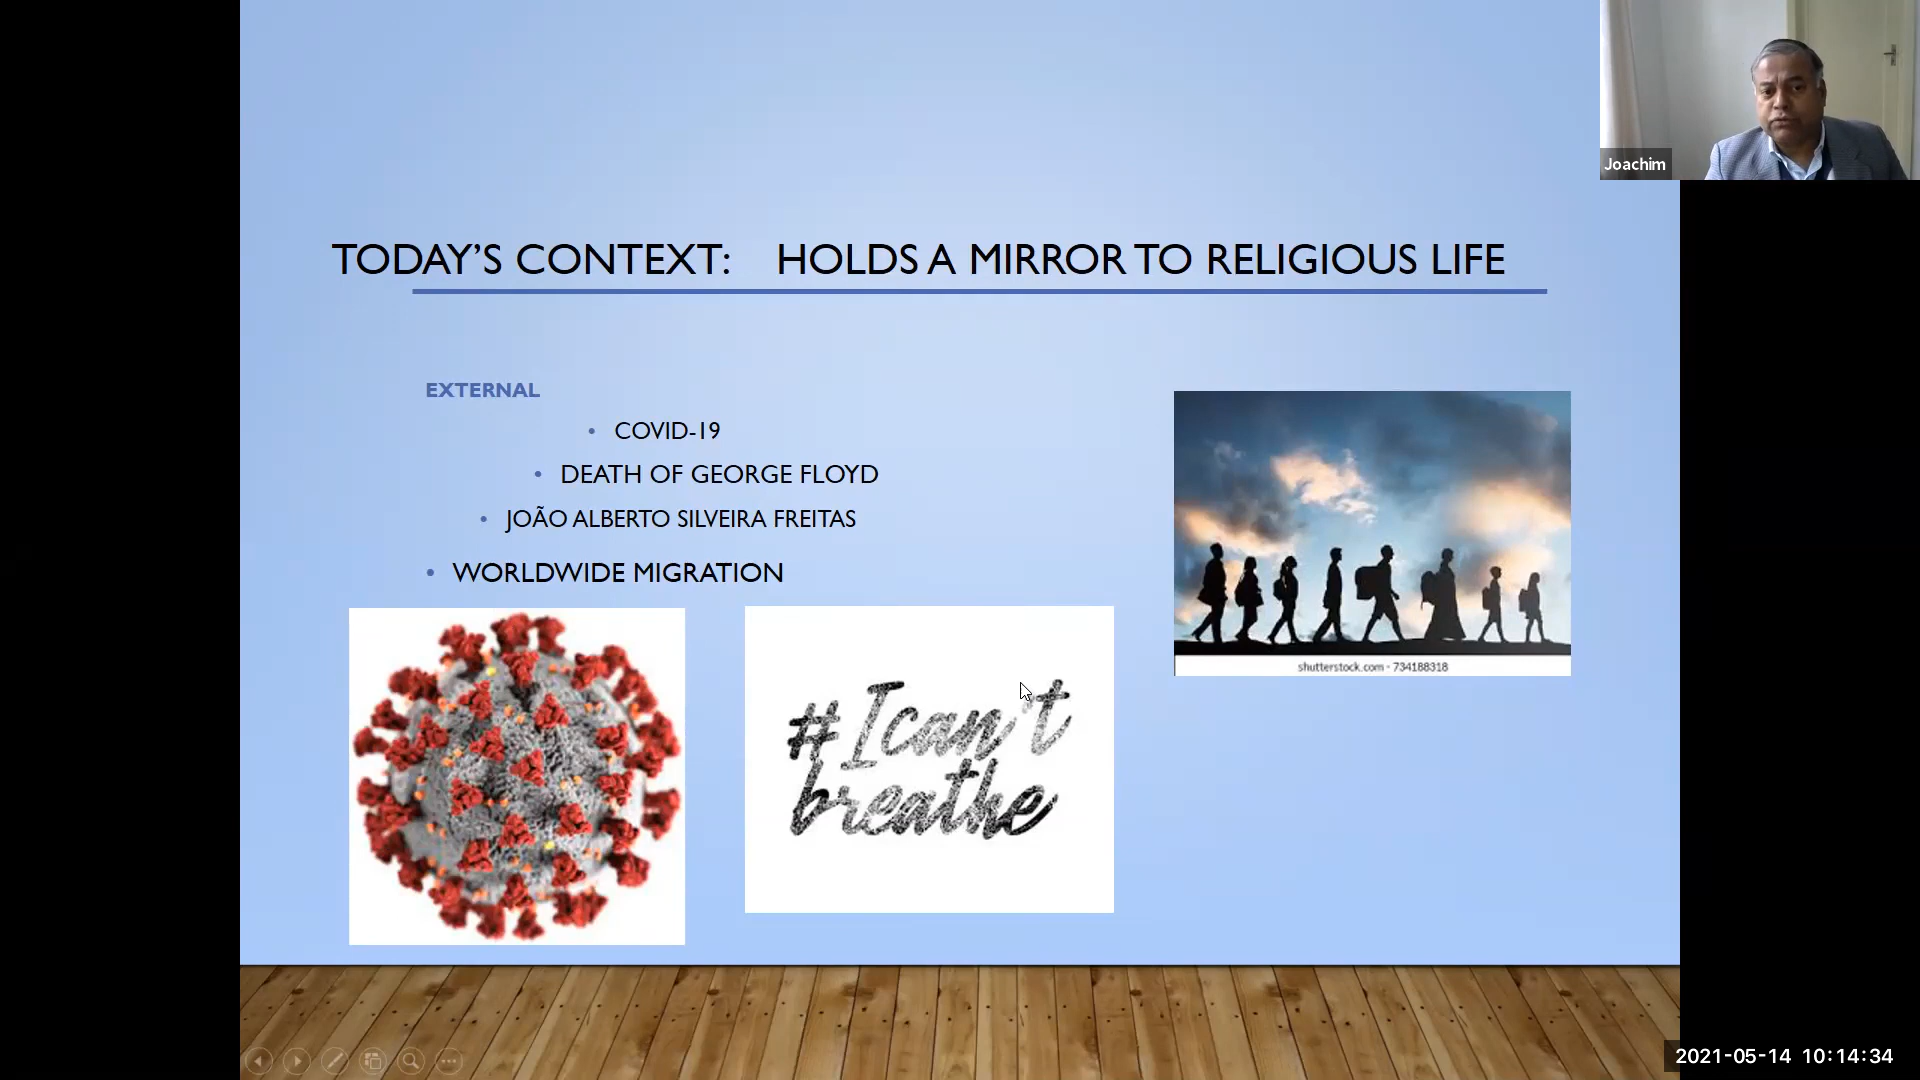 Joachim
TODAY’S CONTEXT: HOLDS A MIRROR TO RELIGIOUS LIFE
EXTERNAL
• COVID-19
• DEATH OF GEORGE FLOYD
• JOÃO ALBERTO SILVEIRA FREITAS
• WORLDWIDE MIGRATION
shutterstock.com - 734188318
#I can't
breathe
2021-05-14 10:14:34